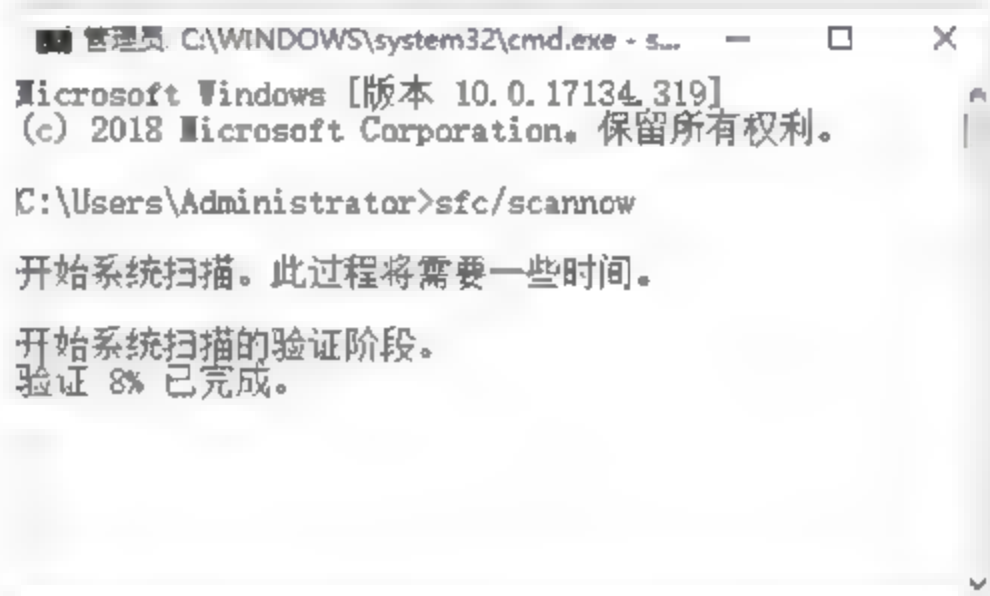 管理员: C:\WINDOWS\system32\cmd.exe - s...
Microsoft Windows [版本 10.0.17134.319]
(c) 2018 Microsoft Corporation。保留所有权利。
C:\Users\Administrator>sfc/scannow
开始系统扫描。此过程将需要一些时间。
开始系统扫描的验证阶段。
验证 8% 已完成。